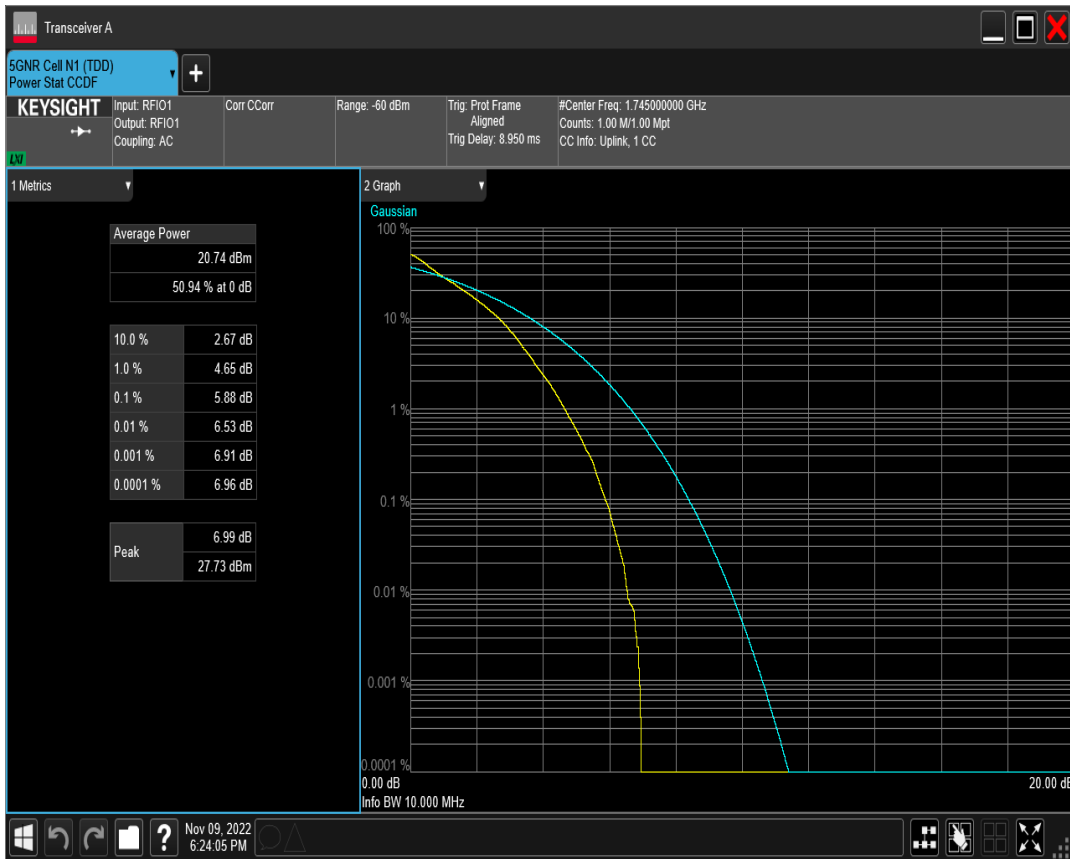 Transceiver A
5GNR Cell N1 (TDD)
Power Stat CCDF
+
KEYSIGHT
LXI
Input: RFIO1
Output: RFIO1
Coupling: AC
Corr CCorr
Range: -60 dBm
Trig: Prot Frame
Aligned
Trig Delay: 8.950 ms
#Center Freq: 1.745000000 GHz
Counts: 1.00 M/1.00 Mpt
CC Info: Uplink, 1 CC
1 Metrics
Average Power
20.74 dBm
50.94 % at 0 dB
10.0 % 2.67 dB
1.0 % 4.65 dB
0.1 % 5.88 dB
0.01 % 6.53 dB
0.001 % 6.91 dB
0.0001 % 6.96 dB
Peak 6.99 dB
27.73 dBm
2 Graph
Gaussian
100 %
10 %
1 %
0.1 %
0.01 %
0.001 %
0.0001 %
0.00 dB 20.00 dB
Info BW 10.000 MHz
?
Nov 09, 2022
6:24:05 PM